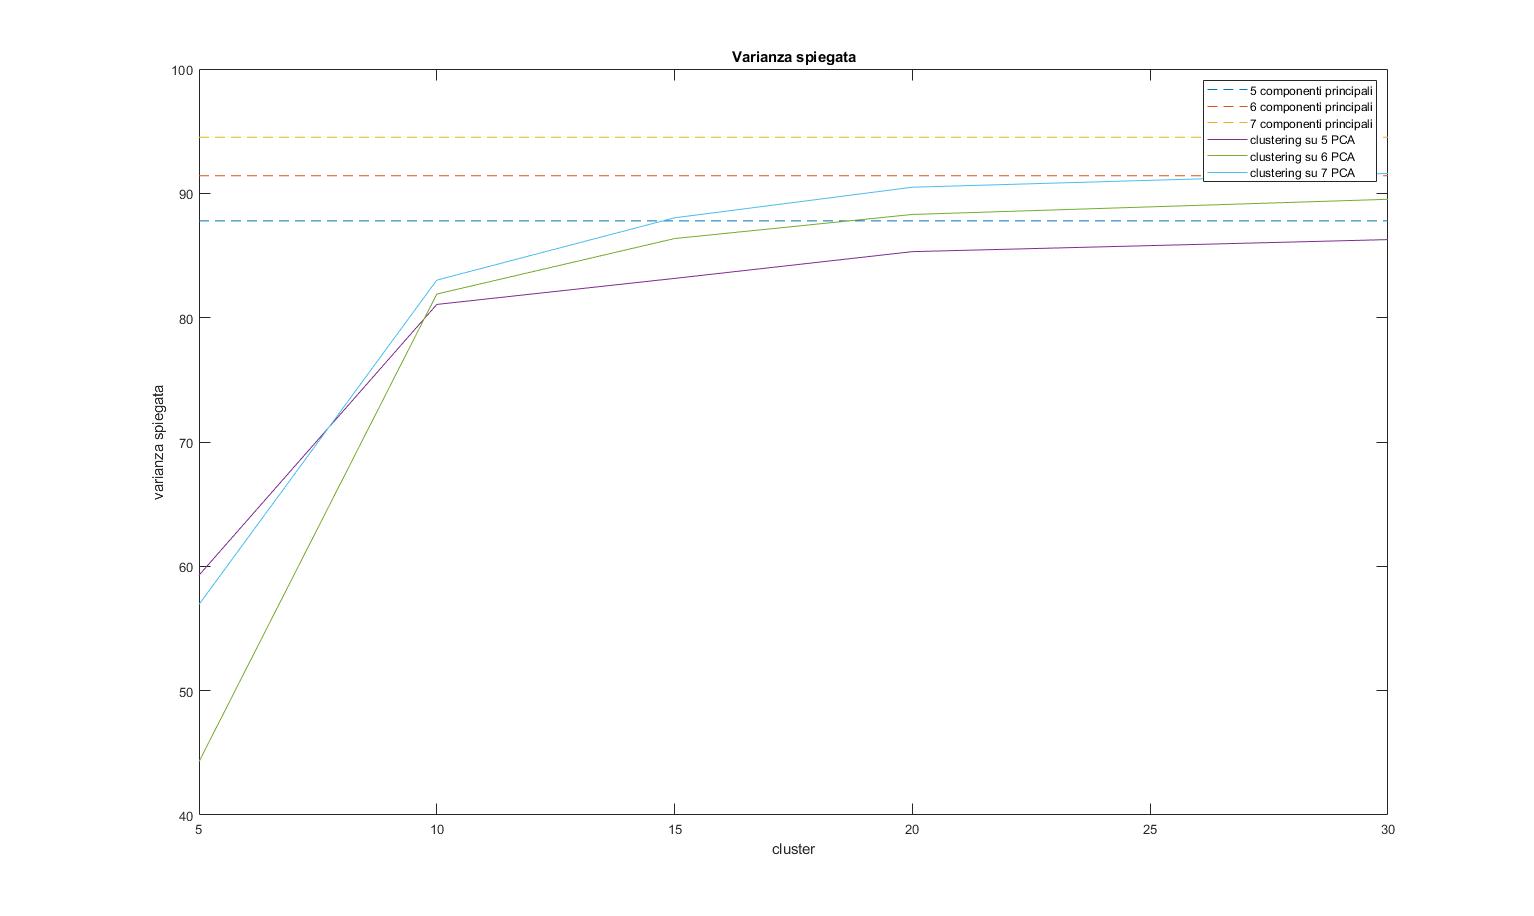 Varianza spiegata
100
90
80
70
60
50
40
varianza spiegata
5 componenti principali
6 componenti principali
7 componenti principali
clustering su 5 PCA
clustering su 6 PCA
clustering su 7 PCA
5 10 15 20 25 30
cluster